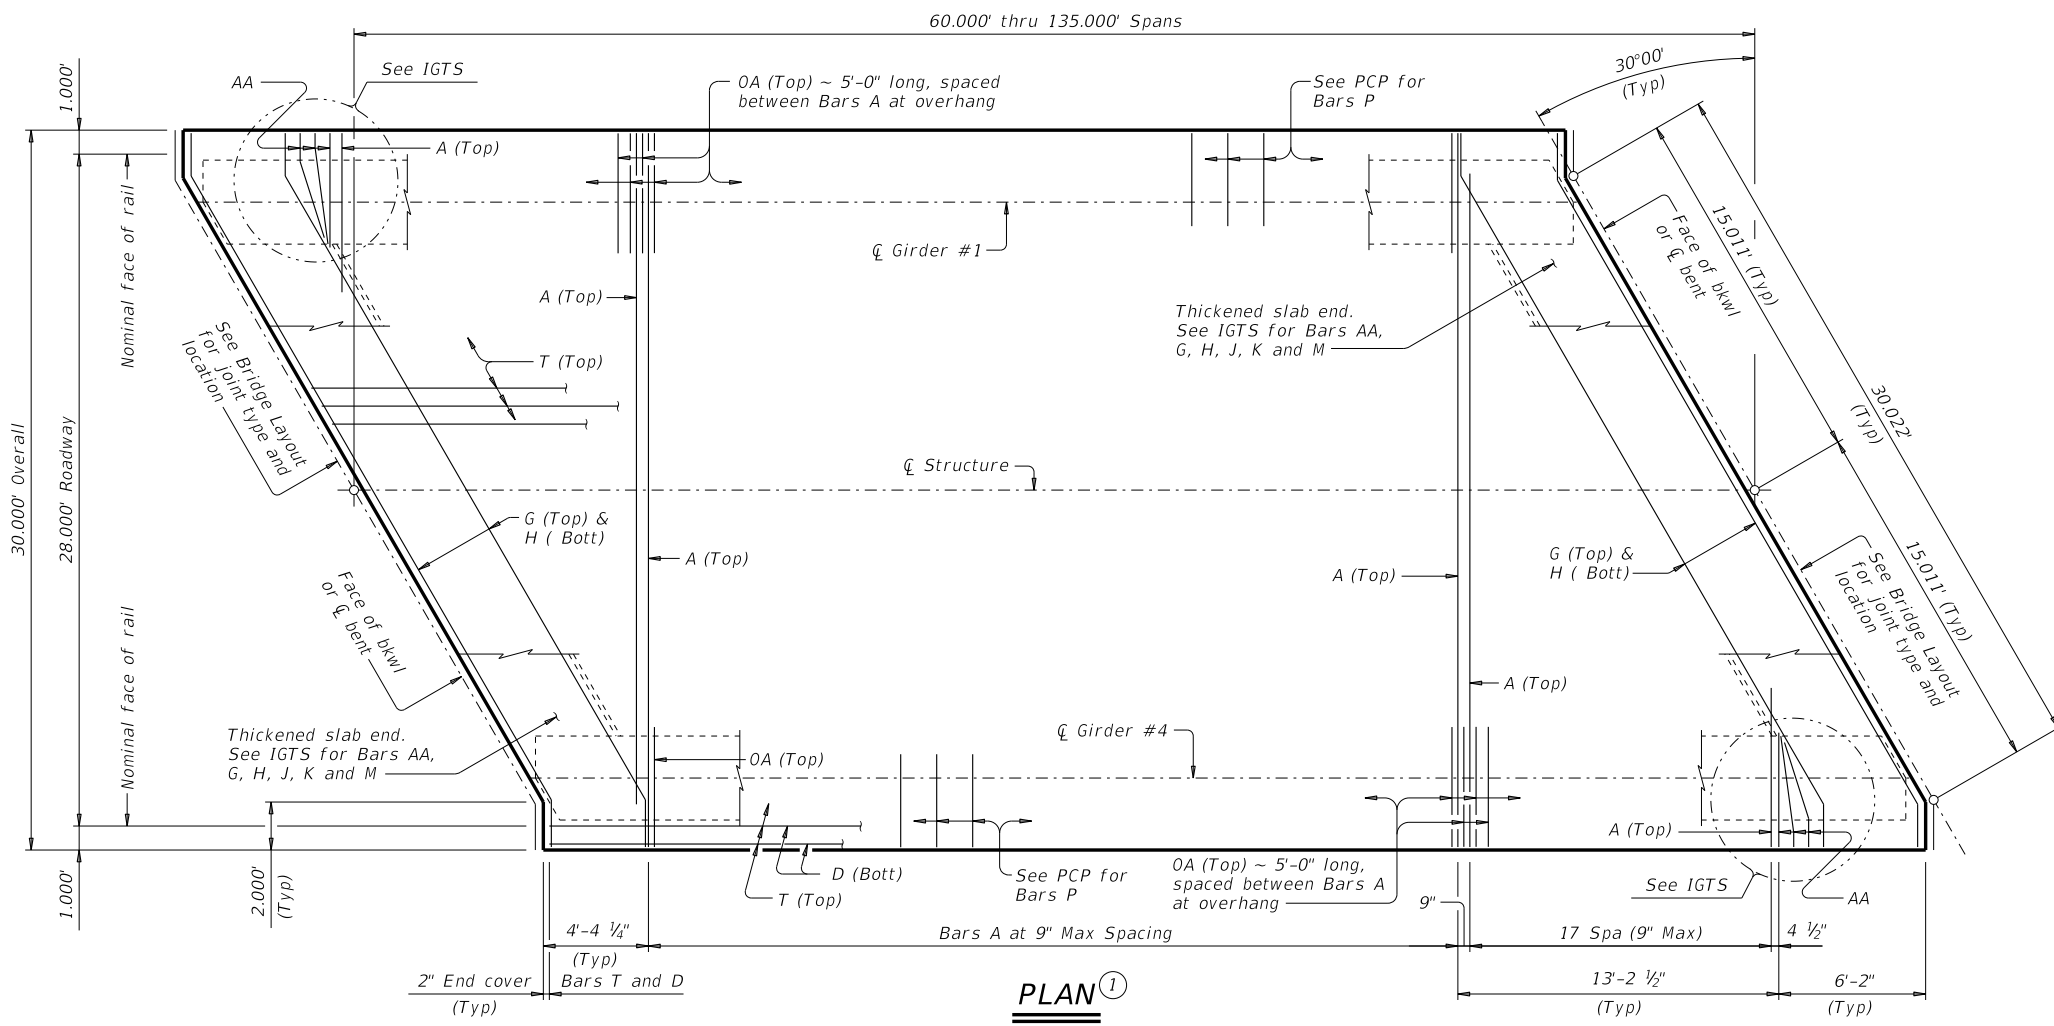 60.000' thru 135.000' Spans
1.000'
AA
See IGTS
OA (Top) ~ 5'-0" long, spaced
between Bars A at overhang
See PCP for
Bars P
30°00'
(Typ)
A (Top)
Nominal face of rail
℄ Girder #1
Face of bkwl
or ℄ bent
15.011' (Typ)
A (Top)
Thickened slab end.
See IGTS for Bars AA,
G, H, J, K and M
See Bridge Layout
for joint type and
location
T (Top)
30.022'
(Typ)
30.000' Overall
28.000' Roadway
℄ Structure
G (Top) &
H ( Bott)
A (Top)
A (Top)
G (Top) &
H ( Bott)
15.011' (Typ)
See Bridge Layout
for joint type and
location
Face of bkwl
or ℄ bent
Nominal face of rail
A (Top)
Thickened slab end.
See IGTS for Bars AA,
G, H, J, K and M
℄ Girder #4
OA (Top)
A (Top)
1.000'
2.000'
(Typ)
D (Bott)
T (Top)
See PCP for
Bars P
OA (Top) ~ 5'-0" long,
spaced between Bars A
at overhang
See IGTS
AA
9"
4'-4 ¼"
(Typ)
Bars A at 9" Max Spacing
17 Spa (9" Max)
4 ½"
2" End cover
(Typ)
Bars T and D
13'-2 ½"
(Typ)
6'-2"
(Typ)
PLAN 1